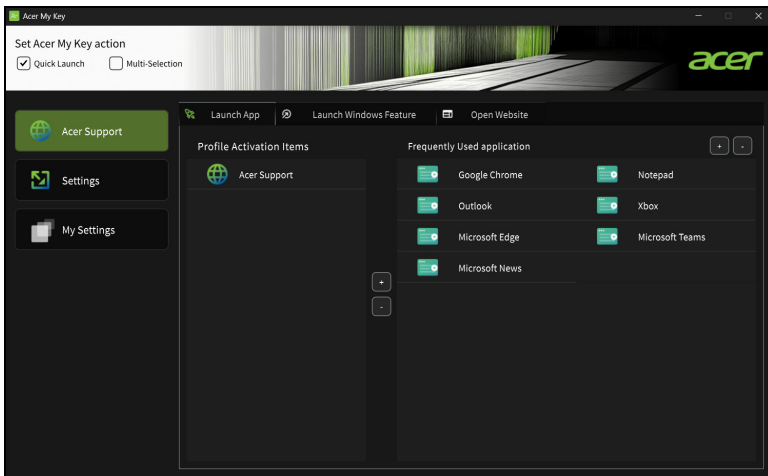 Acer My Key
Set Acer My Key action
Quick Launch
Multi-Selection
acer
Acer Support
Settings
My Settings
Launch App
Launch Windows Feature
Open Website
Profile Activation Items
Acer Support
+
-
Frequently Used application
+
-
Google Chrome
Notepad
Outlook
Xbox
Microsoft Edge
Microsoft Teams
Microsoft News